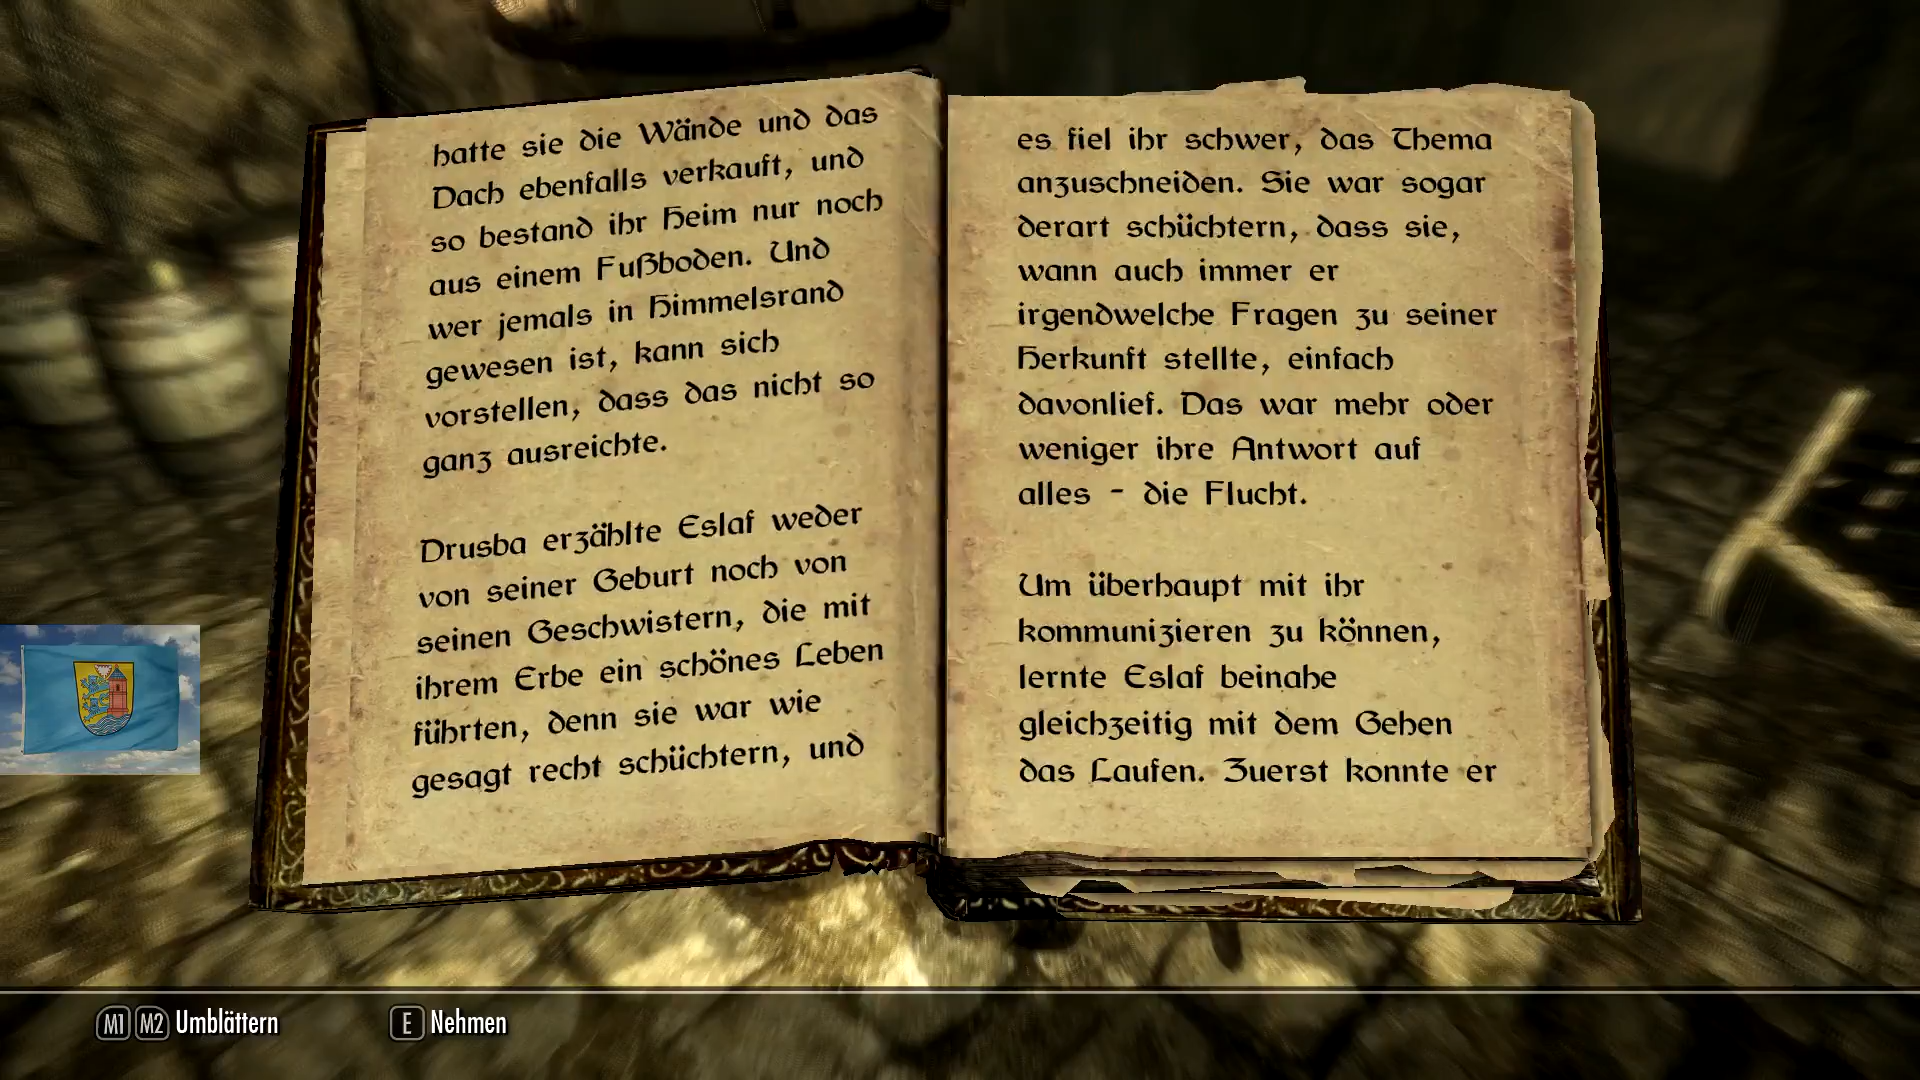 hatte sie die Wände und das
Dach ebenfalls verkauft, und
so bestand ihr Heim nur noch
aus einem Fußboden. Und
wer jemals in Himmelsrand
gewesen ist, kann sich
vorstellen, dass das nicht so
ganz ausreichte.
Drusba erzählte Eslaf weder
von seiner Geburt noch von
seinen Geschwistern, die mit
ihrem Erbe ein schönes Leben
führten, denn sie war wie
gesagt recht schüchtern, und
es fiel ihr schwer, das Thema
anzuschneiden. Sie war sogar
derart schüchtern, dass sie,
wann auch immer er
irgendwelche Fragen zu seiner
Herkunft stellte, einfach
davonlief. Das war mehr oder
weniger ihre Antwort auf
alles - die Flucht.
Um überhaupt mit ihr
kommunizieren zu können,
lernte Eslaf beinahe
gleichzeitig mit dem Gehen
das Laufen. Zuerst konnte er
M1 M2 Umblättern
E Nehmen